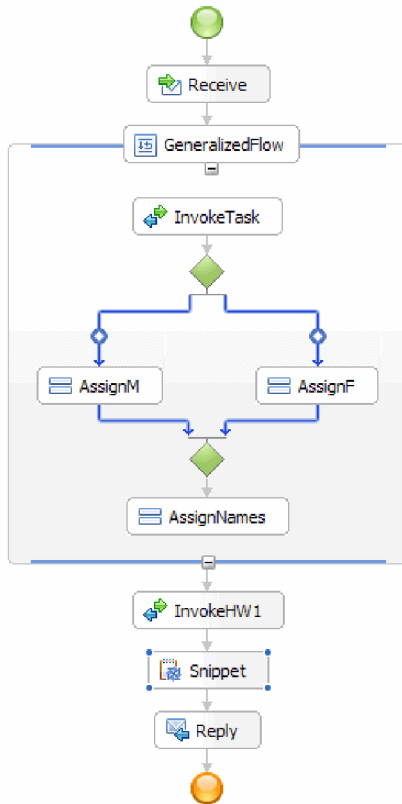 Receive
GeneralizedFlow
InvokeTask
AssignM
AssignF
AssignNames
InvokeHW1
Snippet
Reply